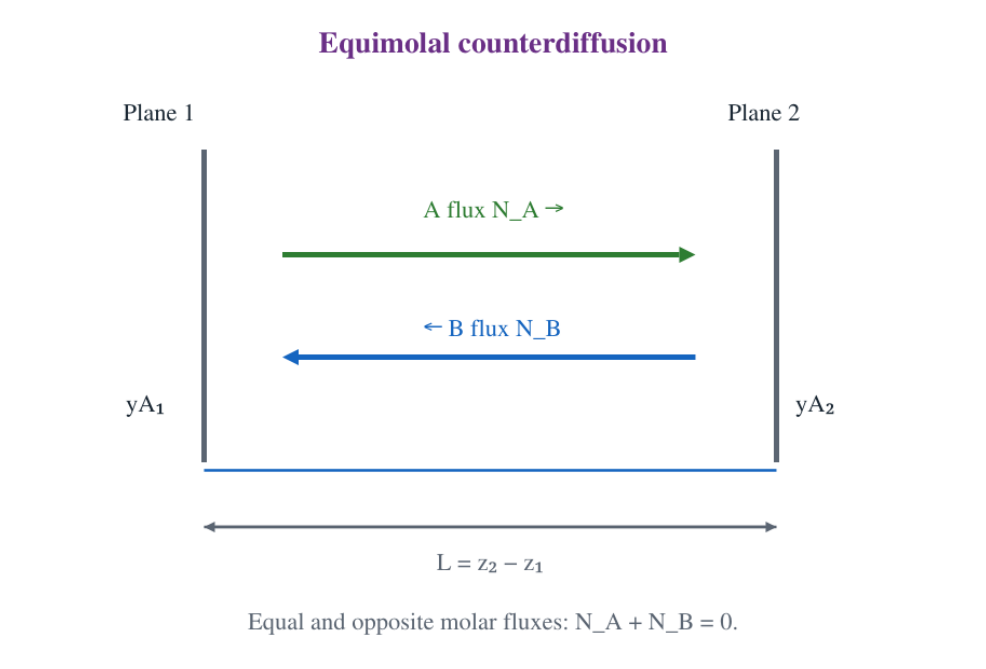 Equimolal counterdiffusion
Plane 1
Plane 2
A flux N_A →
← B flux N_B
yA₁
yA₂
L = z₂ − z₁
Equal and opposite molar fluxes: N_A + N_B = 0.